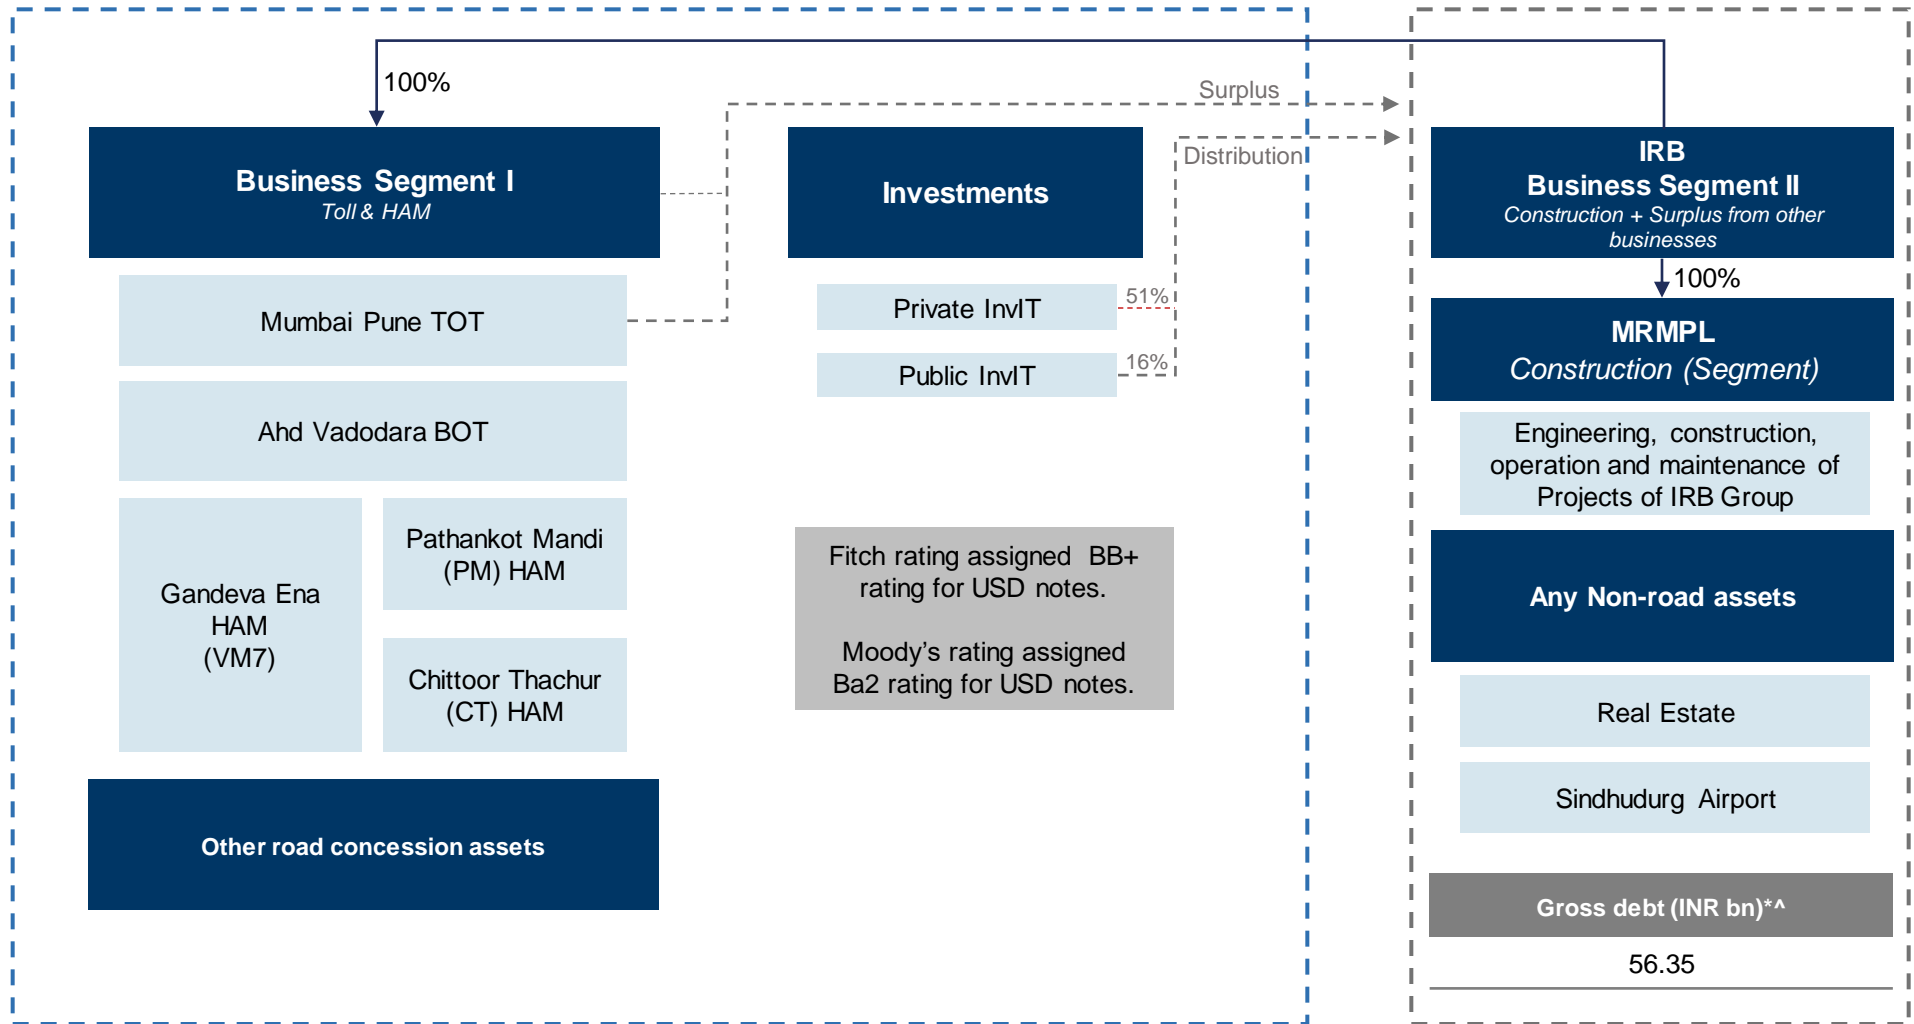 100%
Surplus
Distribution
Business Segment I
Toll & HAM
Investments
IRB
Business Segment II
Construction + Surplus from other
businesses
100%
Mumbai Pune TOT
Private InvIT
51%
Public InvIT
16%
MRMPL
Construction (Segment)
Ahd Vadodara BOT
Engineering, construction,
operation and maintenance of
Projects of IRB Group
Gandeva Ena
HAM
(VM7)
Pathankot Mandi
(PM) HAM
Chittoor Thachur
(CT) HAM
Fitch rating assigned BB+
rating for USD notes.
Moody’s rating assigned
Ba2 rating for USD notes.
Any Non-road assets
Real Estate
Sindhudurg Airport
Other road concession assets
Gross debt (INR bn)*^
56.35